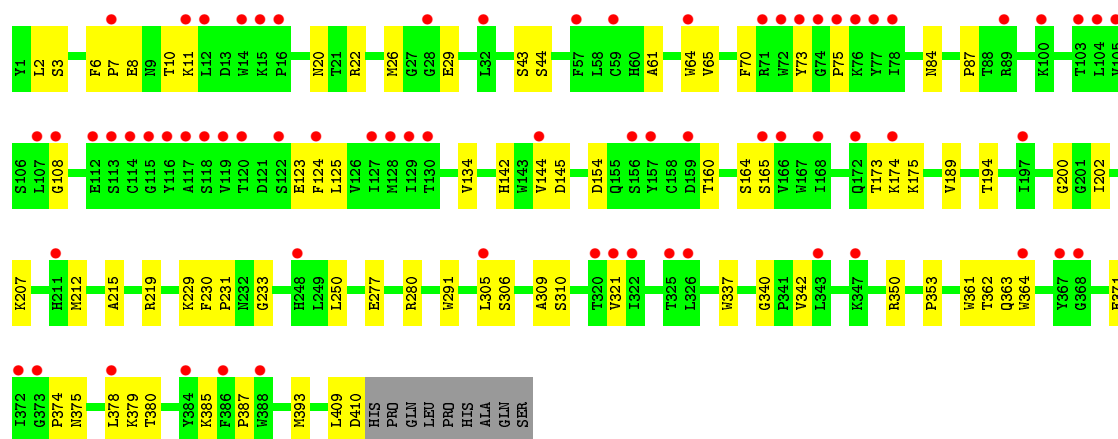 Y1 L2 S3 F6 P7 E8 N9 T10 K11 L12 D13 W14 K15 P16 N20 T21 R22 M26 G27 G28 E29 L32 S43 S44 F57 L58 C59 H60 A61 W64 V65 F70 R71 W72 Y73 G74 P75 K76 Y77 I78 N84 P87 T88 R89 K100 T103 L104
S106 L107 G108 E112 S113 C114 G115 Y116 A117 S118 V119 T120 D121 S122 E123 F124 L125 V126 I127 M128 I129 T130 V134 H142 W143 V144 D145 D154 Q155 S156 Y157 C158 D159 T160 S164 S165 V166 W167 I168 Q172 T173 K174 K175 V189 T194 I197 G200 G201 I202
K207 H211 M212 A215 R219 K229 F230 P231 N232 G233 H248 L249 L250 E277 R280 W291 L305 S306 A309 S310 T320 V321 I322 T325 L326 W337 G340 P341 V342 L343 K347 R350 P353 W361 T362 Q363 W364 Y367 G368
I372 G373 P374 N375 L378 K379 T380 Y384 K385 F386 P387 W388 M393 L409 D410 HIS PRO GLN LEU PRO HIS ALA GLN SER